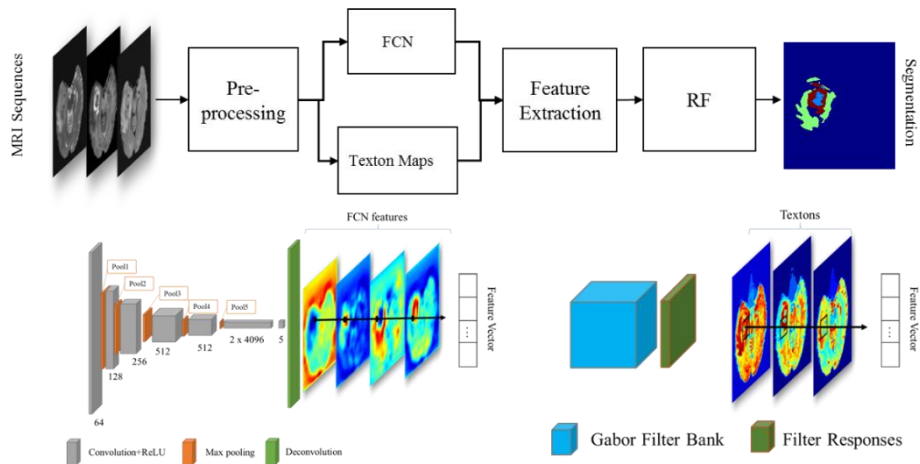 MRI Sequences
Pre-
processing
FCN
Texton Maps
Feature
Extraction
RF
Segmentation
FCN features
Pool1
Pool2
Pool3
Pool4
Pool5
64
128
256
512
512
2 x 4096
5
Feature Vector
...
Convolution+ReLU
Max pooling
Deconvolution
Textons
Feature Vector
...
Gabor Filter Bank
Filter Responses